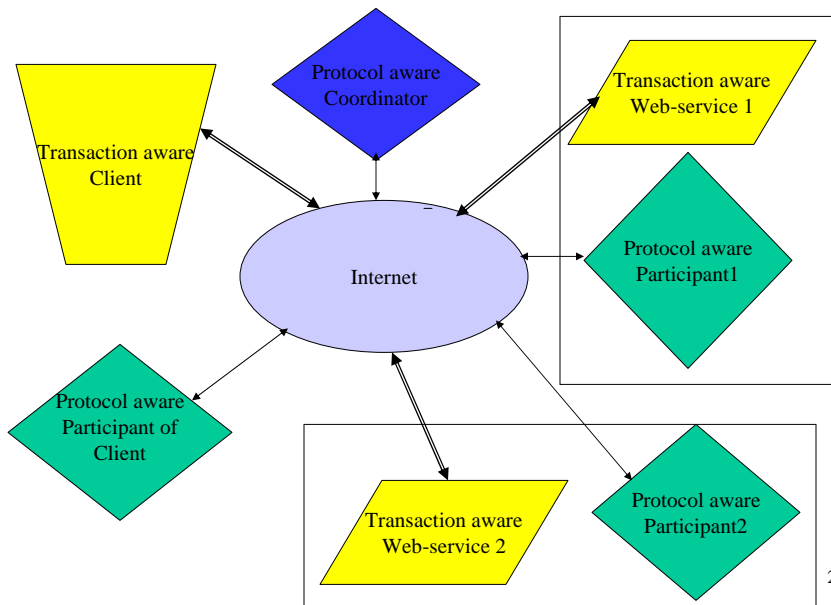 Protocol aware
Coordinator
Transaction aware
Web-service 1
Transaction aware
Client
Protocol aware
Participant1
Internet
Protocol aware
Participant of
Client
Transaction aware
Web-service 2
Protocol aware
Participant2
2